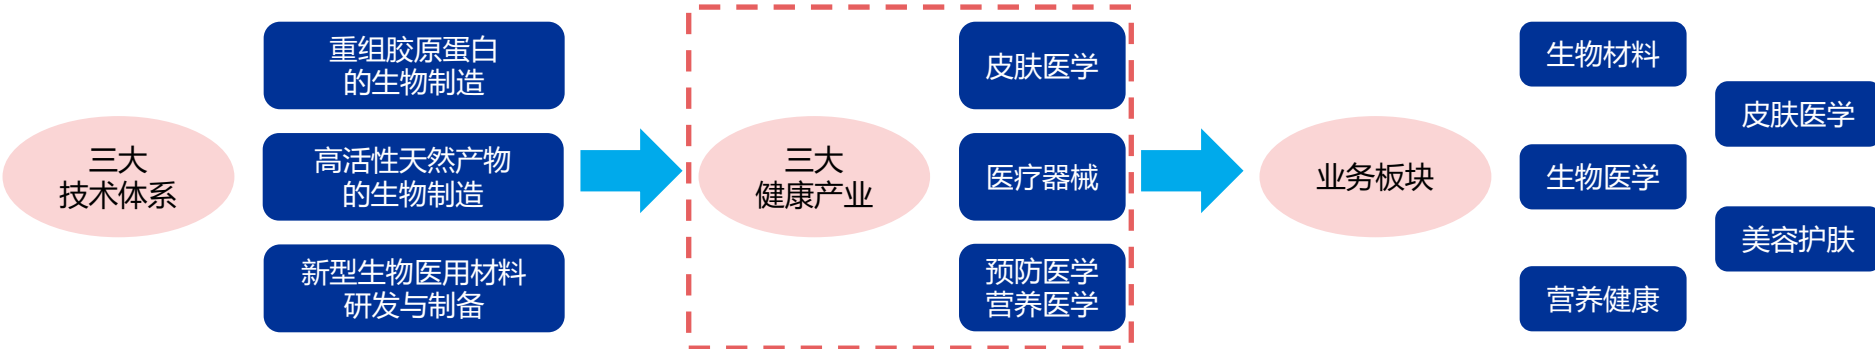 三大
技术体系
重组胶原蛋白
的生物制造
高活性天然产物
的生物制造
新型生物医用材料
研发与制备
三大
健康产业
皮肤医学
医疗器械
预防医学
营养医学
业务板块
生物材料
生物医学
营养健康
皮肤医学
美容护肤